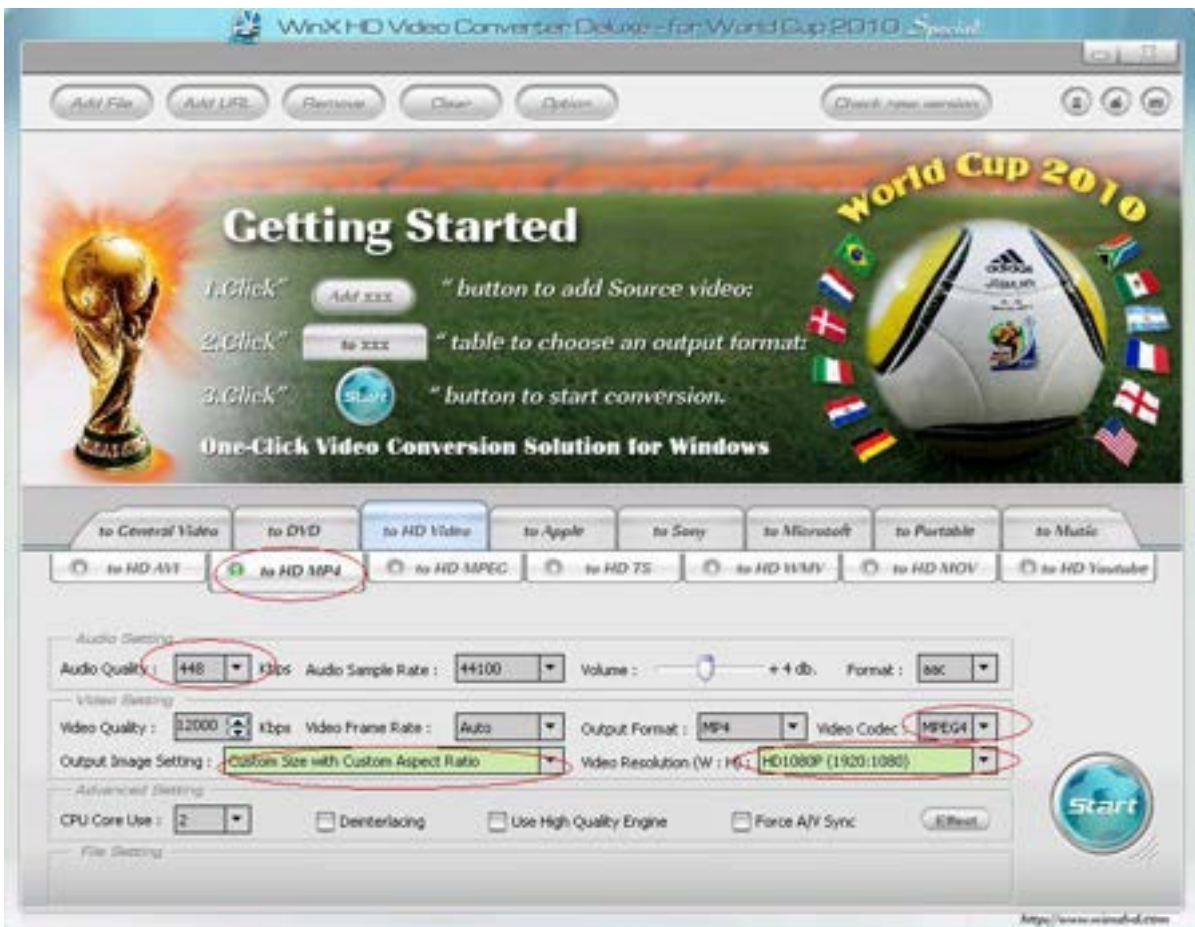 WinX HD Video Converter Deluxe - for World Cup 2010 Special
Add File Add URL Remove Clear Option Check new version
World Cup 2010
Getting Started
1.Click" Add xxx " button to add Source video:
2.Click" to xxx " table to choose an output format:
3.Click" Start " button to start conversion.
One-Click Video Conversion Solution for Windows
adidas
to General Video to DVD to HD Video to Apple to Sony to Microsoft to Portable to Music
to HD AVI to HD MP4 to HD MPEG to HD TS to HD WMV to HD MOV to HD Youtube
Audio Setting
Audio Quality : 448 Kbps Audio Sample Rate : 44100 Volume : + 4 db. Format : aac
Video Setting
Video Quality : 12000 Kbps Video Frame Rate : Auto Output Format : MP4 Video Codec MPEG4
Output Image Setting : Custom Size with Custom Aspect Ratio Video Resolution (W : H) : HD1080P (1920:1080)
Advanced Setting
CPU Core Use : 2 Deinterlacing Use High Quality Engine Force A/V Sync Effect
Start
File Setting